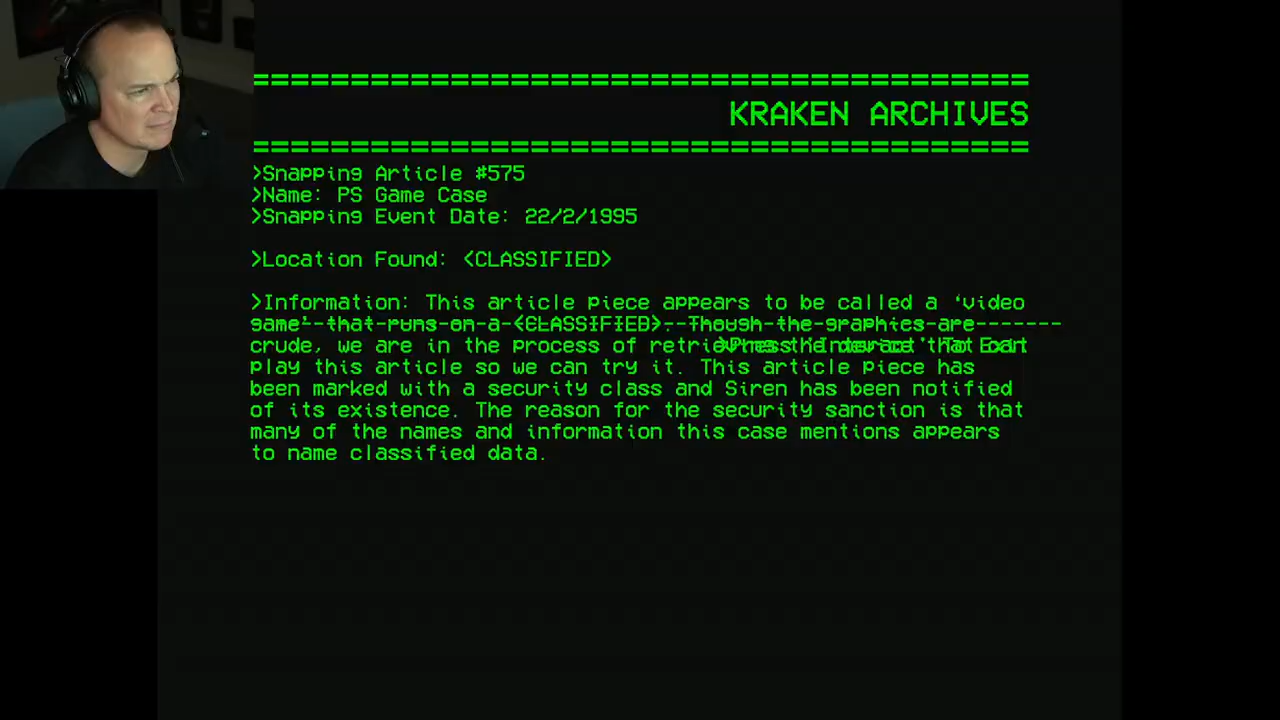 ========================================
KRAKEN ARCHIVES
========================================
>Snapping Article #575
>Name: PS Game Case
>Snapping Event Date: 22/2/1995
>Location Found: <CLASSIFIED>
>Information: This article piece appears to be called a ‘video
game’ that runs on a <CLASSIFIED>. Though the graphics are
crude, we are in the process of retrieving the device that can
>Press 'Interact' To Exit
play this article so we can try it. This article piece has
been marked with a security class and Siren has been notified
of its existence. The reason for the security sanction is that
many of the names and information this case mentions appears
to name classified data.